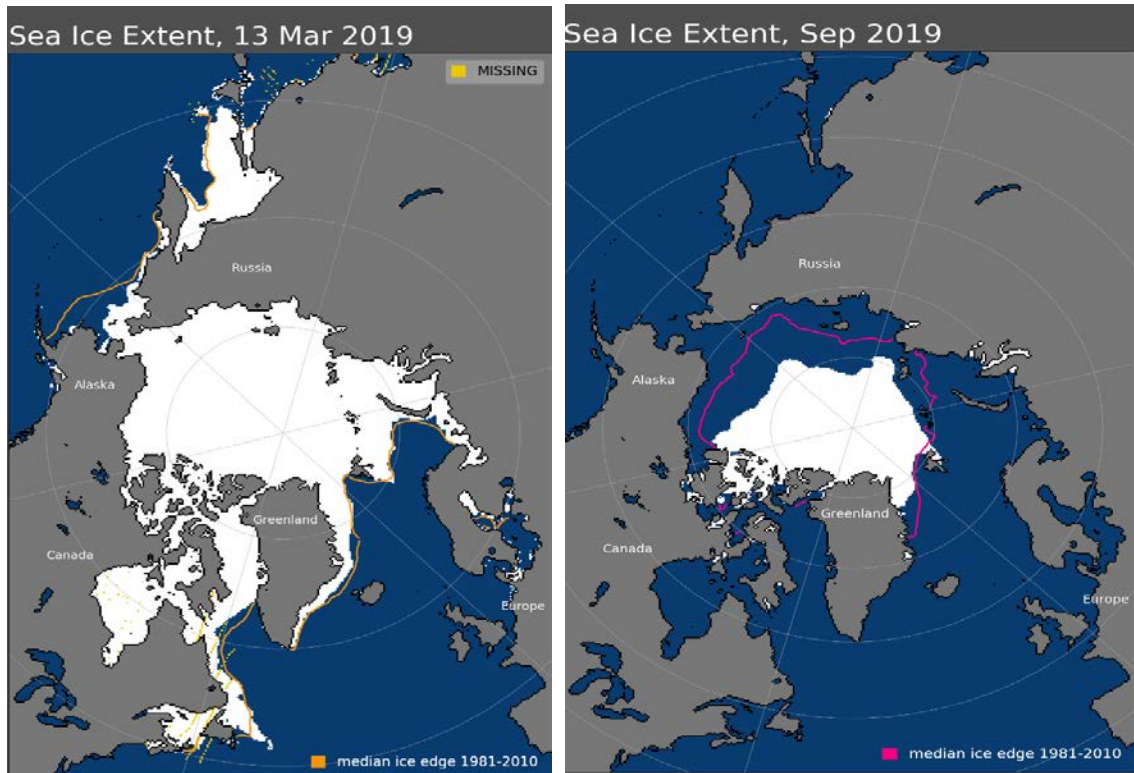 Sea Ice Extent, 13 Mar 2019
MISSING
Russia
Alaska
Greenland
Canada
Europe
median ice edge 1981-2010
Sea Ice Extent, Sep 2019
Russia
Alaska
Greenland
Canada
Europe
median ice edge 1981-2010